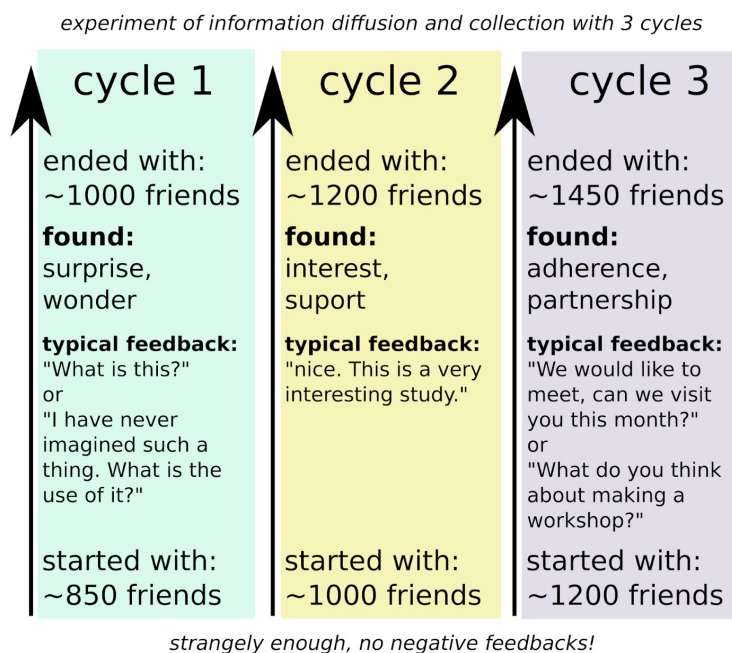 experiment of information diffusion and collection with 3 cycles
cycle 1
ended with:
~1000 friends
found:
surprise,
wonder
typical feedback:
"What is this?"
or
"I have never
imagined such a
thing. What is the
use of it?"
started with:
~850 friends
cycle 2
ended with:
~1200 friends
found:
interest,
suport
typical feedback:
"nice. This is a very
interesting study."
started with:
~1000 friends
cycle 3
ended with:
~1450 friends
found:
adherence,
partnership
typical feedback:
"We would like to
meet, can we visit
you this month?"
or
"What do you think
about making a
workshop?"
started with:
~1200 friends
strangely enough, no negative feedbacks!